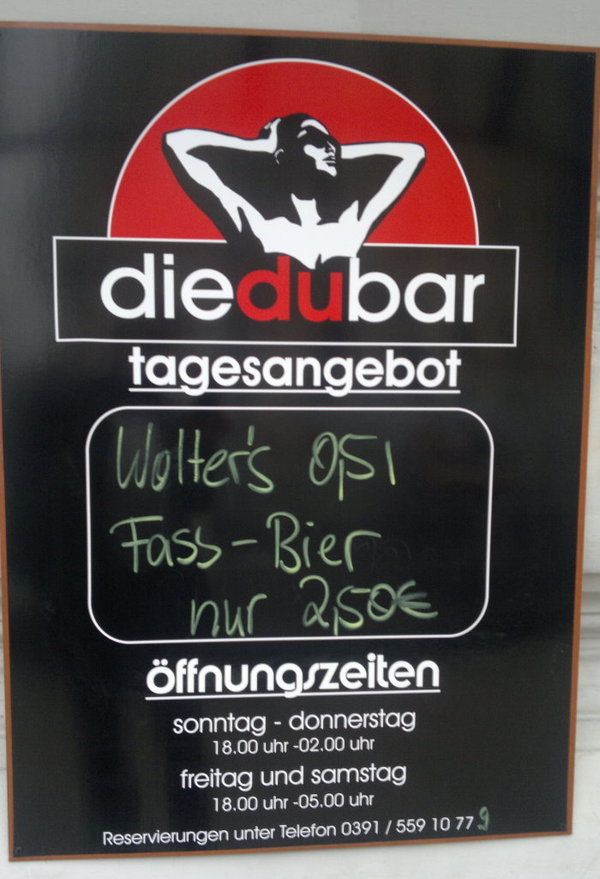 diedubar
tagesangebot
Wolter's 0,5l
Fass-Bier
nur 2,50€
öffnungszeiten
sonntag - donnerstag
18.00 uhr -02.00 uhr
freitag und samstag
18.00 uhr -05.00 uhr
Reservierungen unter Telefon 0391 / 559 10 77 9